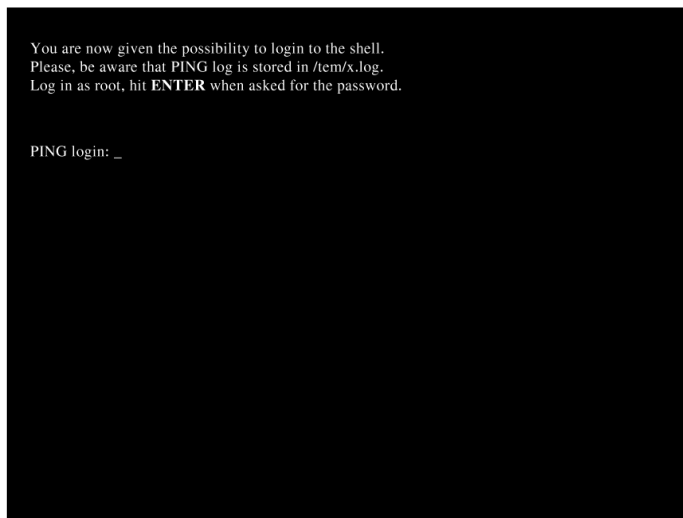 You are now given the possibility to login to the shell.
Please, be aware that PING log is stored in /tem/x.log.
Log in as root, hit ENTER when asked for the password.
PING login: _